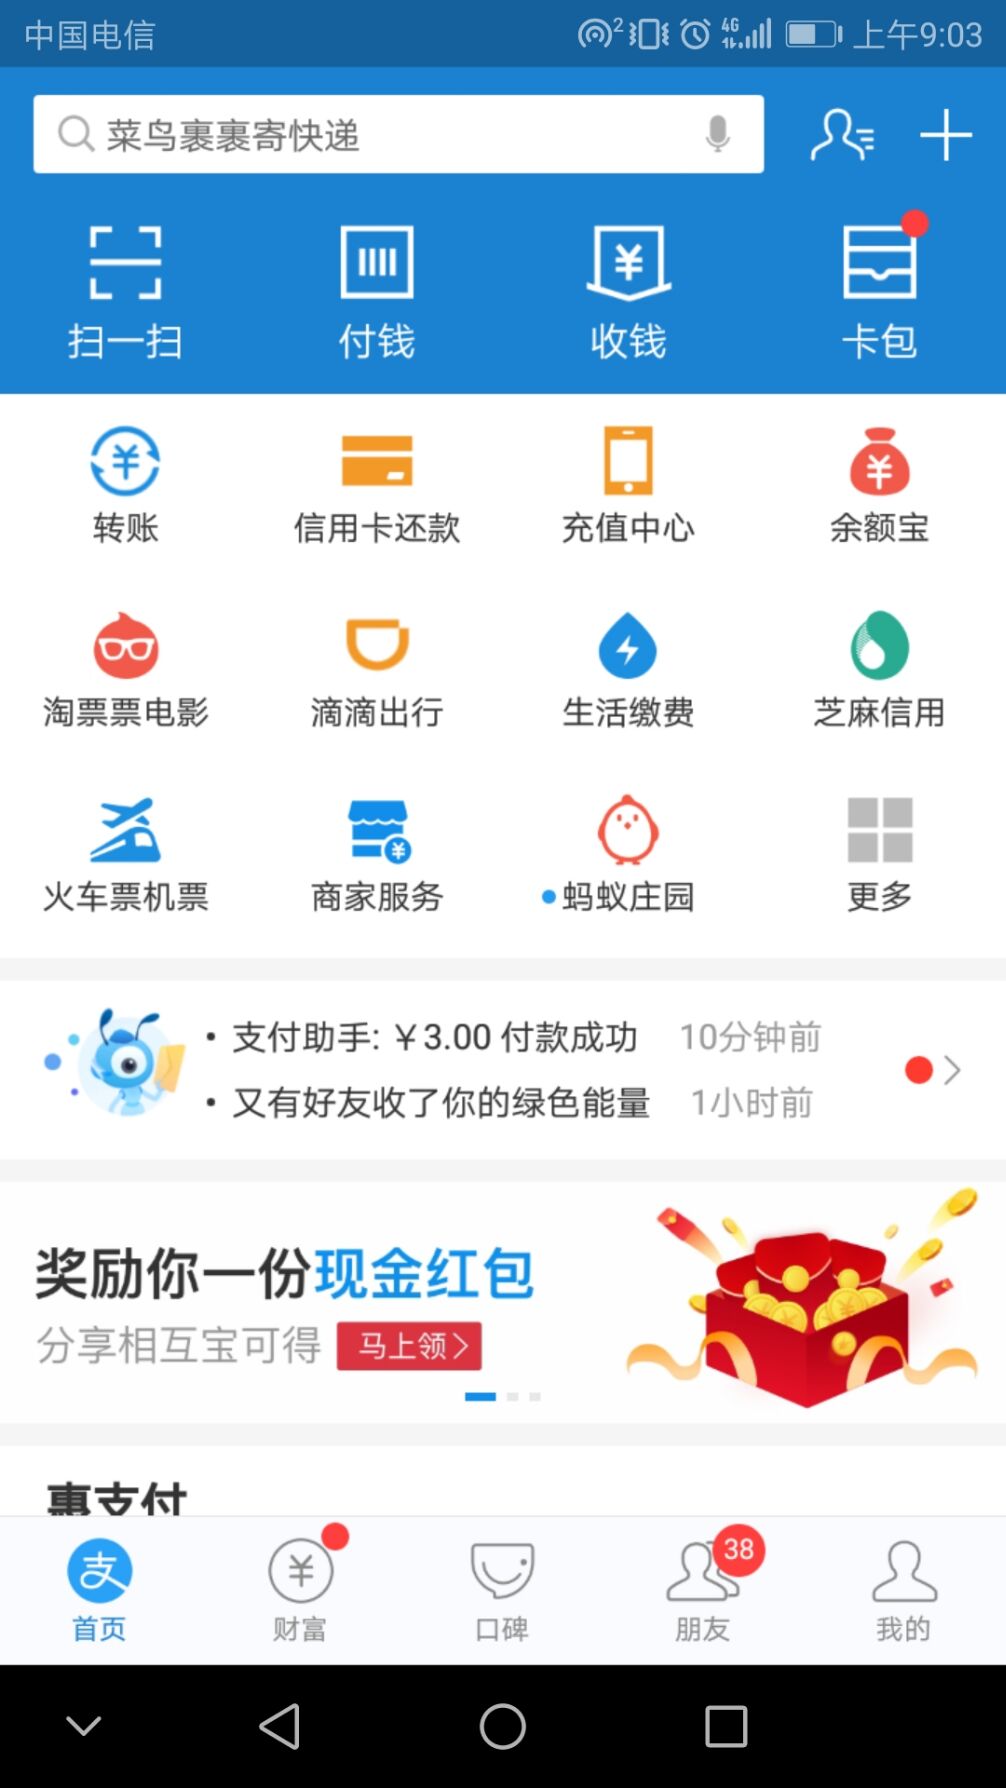 中国电信 2 4G 上午9:03
菜鸟裹裹寄快递
扫一扫 付钱 收钱 卡包
转账 信用卡还款 充值中心 余额宝
淘票票电影 滴滴出行 生活缴费 芝麻信用
火车票机票 商家服务 蚂蚁庄园 更多
• 支付助手: ￥3.00 付款成功 10分钟前
• 又有好友收了你的绿色能量 1小时前
奖励你一份现金红包
分享相互宝可得 马上领>
惠支付
38
首页 财富 口碑 朋友 我的